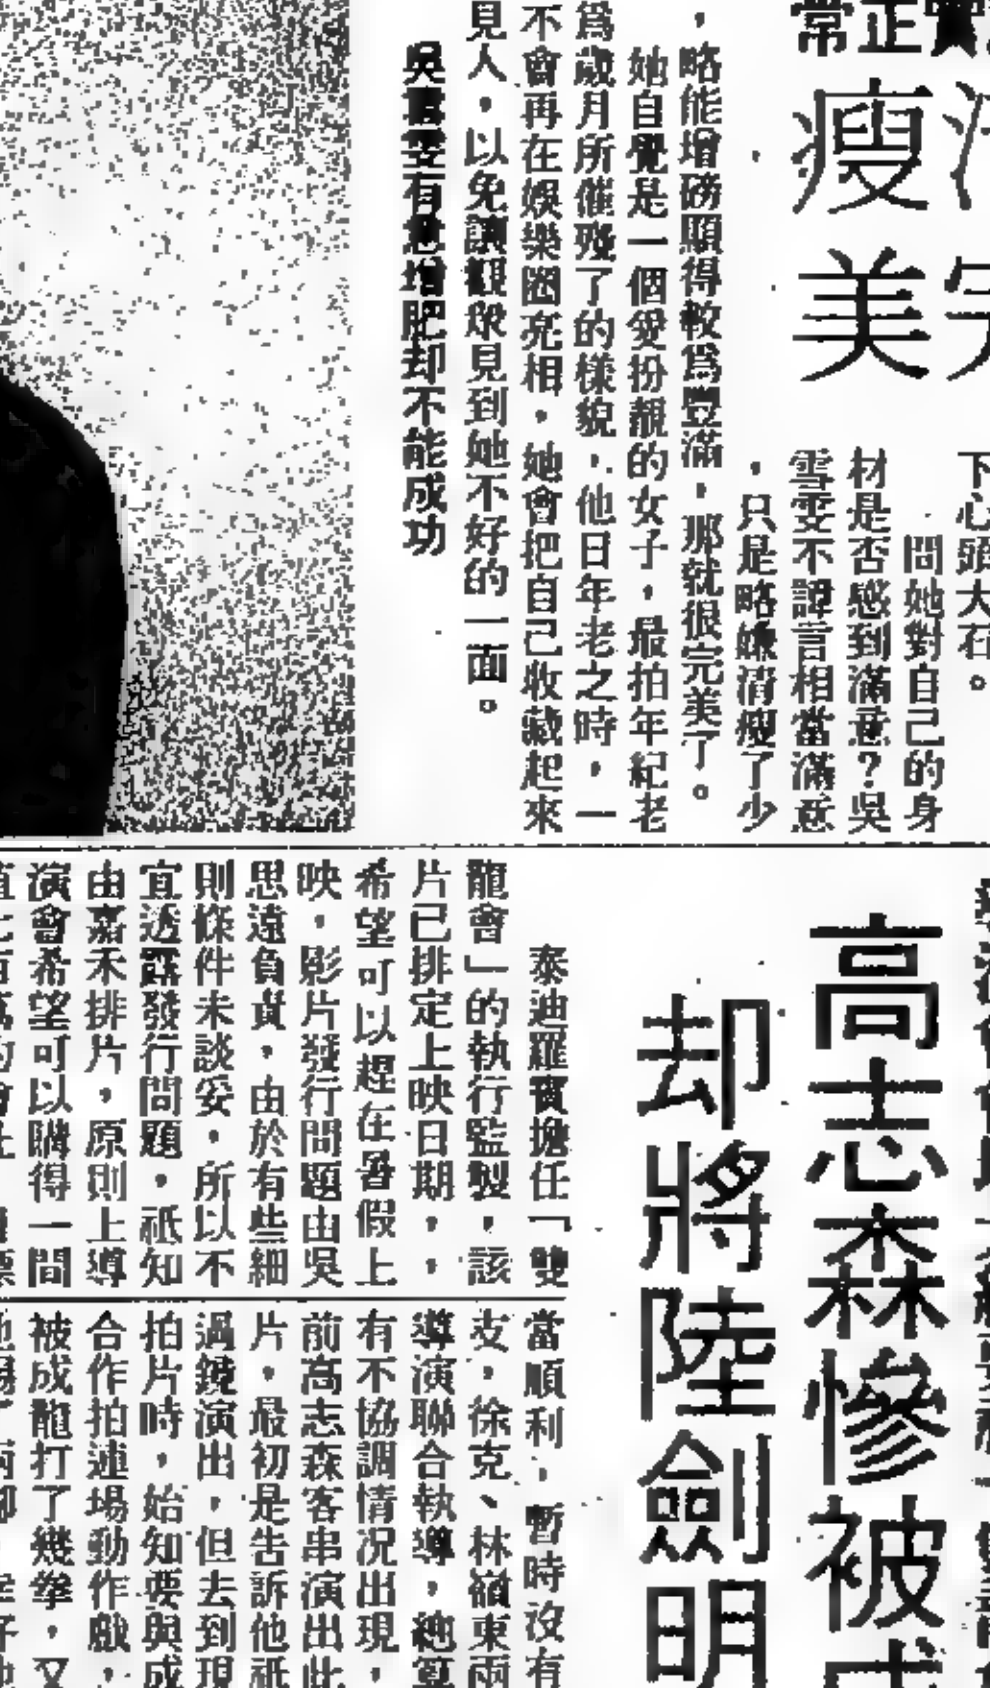 常正實
瘦
美
下心頭大石。
問她對自己的身
材是否感到滿意？吳
雪雯不諱言相當滿意
，只是略嫌清瘦了少
，略能增磅顯得較爲豐滿，那就很完美了。
她自覺是一個愛扮靚的女子，最怕年紀老
爲歲月所催殘了的樣貌，他日年老之時，一
不會再在娛樂圈亮相，她會把自己收藏起來
見人，以免讓觀衆見到她不好的一面。
吳雪雯有意增肥却不能成功
高志森慘被成
却將陸劍明
泰迪羅賓擔任「雙
龍會」的執行監製，該
片已排定上映日期，，
希望可以趕在暑假上
映，影片發行問題由吳
思遠負責，由於有些細
則條件未談妥，所以不
宜透露發行問題，祇知
由嘉禾排片，原則上導
演會希望可以購得一間
當順利，暫時沒有
支，徐克、林嶺東兩
導演聯合執導，總算
有不協調情况出現，
前高志森客串演出此
片，最初是告訴他祇
過鏡演出，但去到現
拍片時，始知要與成
合作拍連場動作戲，
被成龍打了幾拳，又